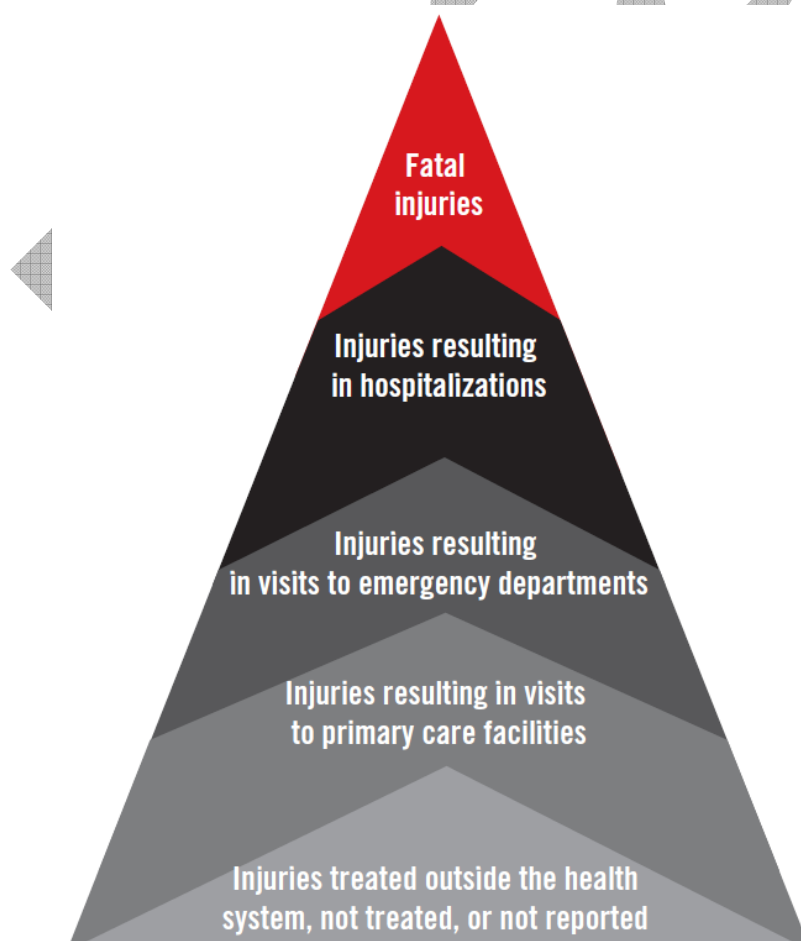 Fatal
injuries
Injuries resulting
in hospitalizations
Injuries resulting
in visits to emergency departments
Injuries resulting in visits
to primary care facilities
Injuries treated outside the health
system, not treated, or not reported